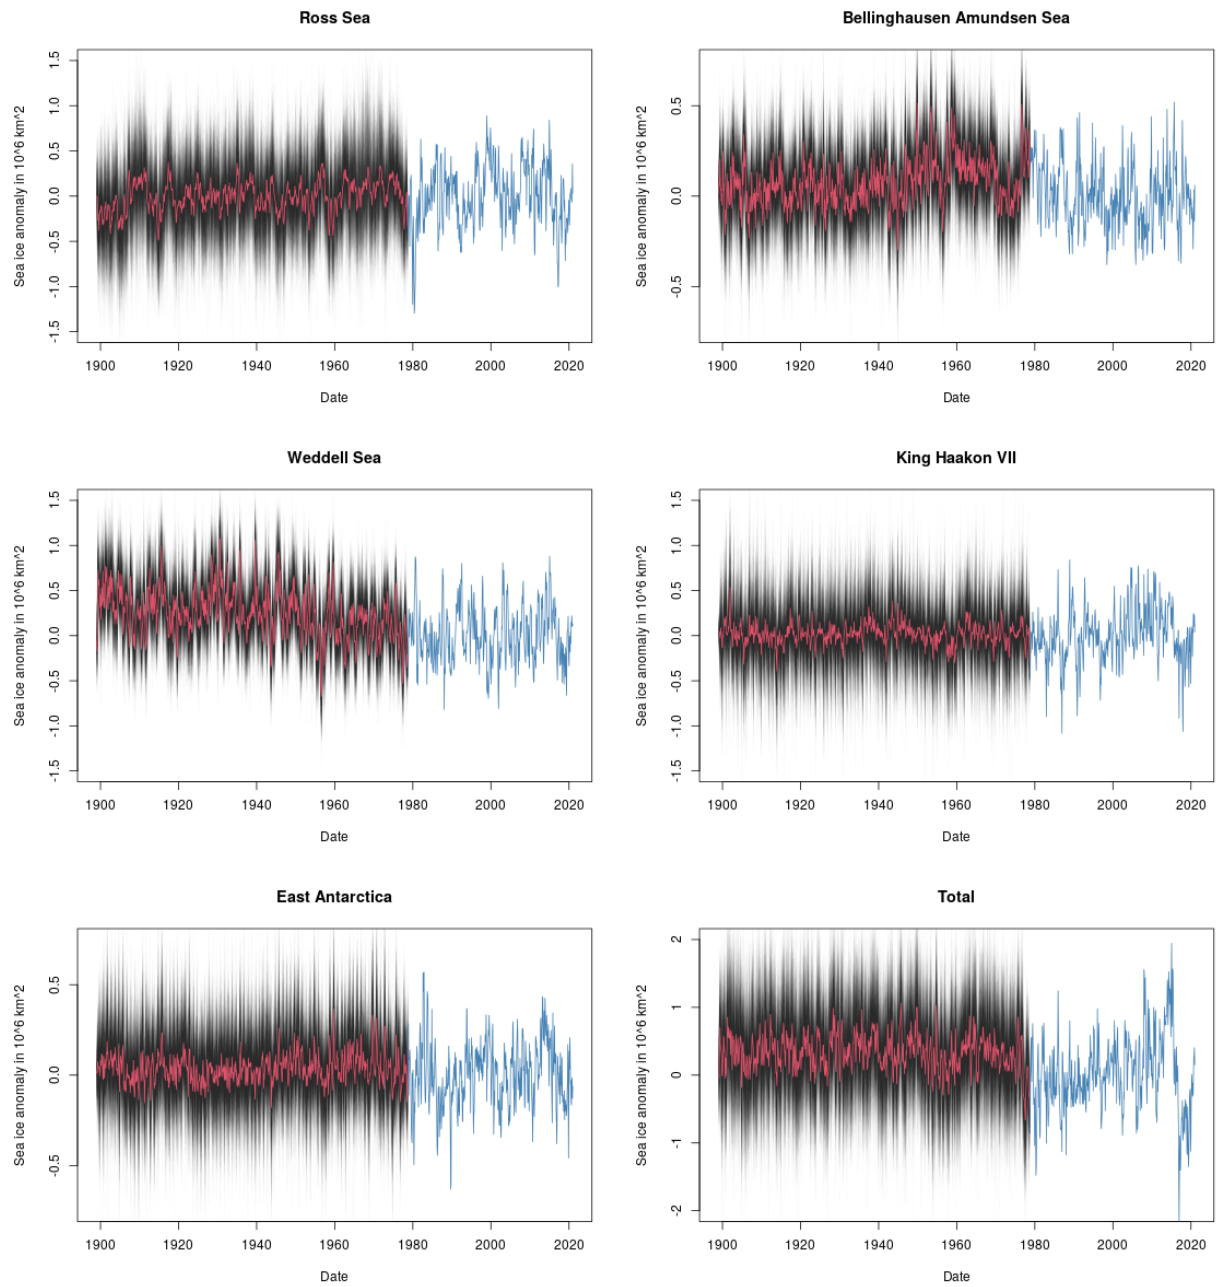 Ross Sea
Sea ice anomaly in 10^6 km^2
1.5
1.0
0.5
0.0
-0.5
-1.0
-1.5
1900 1920 1940 1960 1980 2000 2020
Date
Bellinghausen Amundsen Sea
Sea ice anomaly in 10^6 km^2
0.5
0.0
-0.5
1900 1920 1940 1960 1980 2000 2020
Date
Weddell Sea
Sea ice anomaly in 10^6 km^2
1.5
1.0
0.5
0.0
-0.5
-1.0
-1.5
1900 1920 1940 1960 1980 2000 2020
Date
King Haakon VII
Sea ice anomaly in 10^6 km^2
1.5
1.0
0.5
0.0
-0.5
-1.0
-1.5
1900 1920 1940 1960 1980 2000 2020
Date
East Antarctica
Sea ice anomaly in 10^6 km^2
0.5
0.0
-0.5
1900 1920 1940 1960 1980 2000 2020
Date
Total
Sea ice anomaly in 10^6 km^2
2
1
0
-1
-2
1900 1920 1940 1960 1980 2000 2020
Date